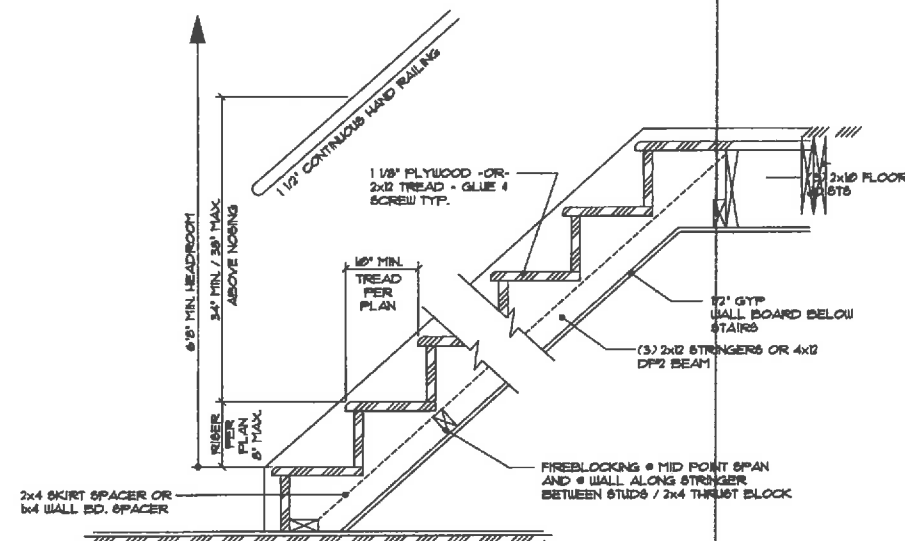 1 1/2" CONTINUOUS HAND RAILING
6'8" MIN. HEADROOM
34" MIN. / 38" MAX.
ABOVE NOSING
1 1/8" PLYWOOD -OR-
2x12 TREAD - GLUE &
SCREW TYP.
10" MIN.
TREAD
PER
PLAN
2x10 FLOOR
1/2" GYP
WALL BOARD BELOW
STAIRS
(3) 2x12 STRINGERS OR 4x12
DF#2 BEAM
RISER
PER
PLAN
8" MAX.
FIREBLOCKING @ MID POINT SPAN
AND @ WALL ALONG STRINGER
BETWEEN STUDS / 2x4 THRUST BLOCK
2x4 SKIRT SPACER OR
1x4 WALL BD. SPACER